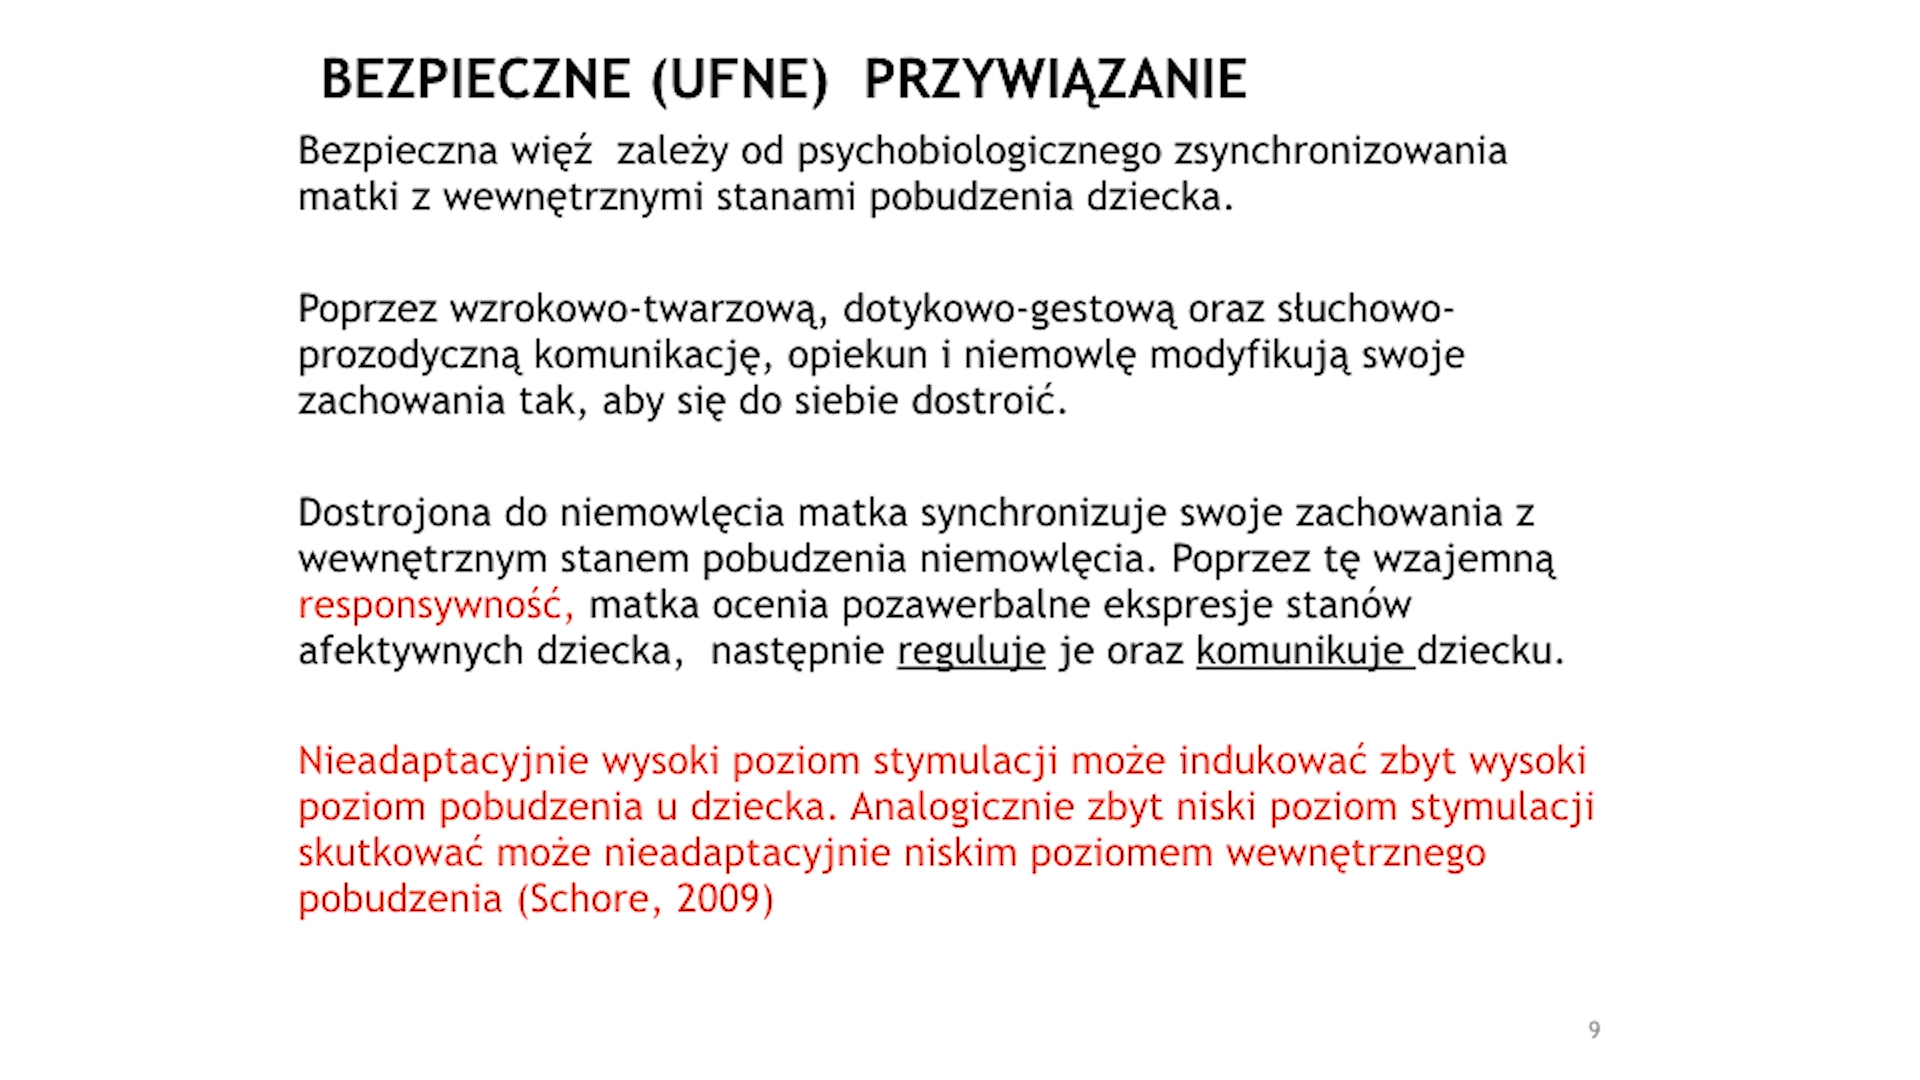 BEZPIECZNE (UFNE)  PRZYWIĄZANIE
Bezpieczna więź  zależy od psychobiologicznego zsynchronizowania
matki z wewnętrznymi stanami pobudzenia dziecka.
Poprzez wzrokowo-twarzową, dotykowo-gestową oraz słuchowo-
prozodyczną komunikację, opiekun i niemowlę modyfikują swoje
zachowania tak, aby się do siebie dostroić.
Dostrojona do niemowlęcia matka synchronizuje swoje zachowania z
wewnętrznym stanem pobudzenia niemowlęcia. Poprzez tę wzajemną
responsywność, matka ocenia pozawerbalne ekspresje stanów
afektywnych dziecka,  następnie reguluje je oraz komunikuje dziecku.
Nieadaptacyjnie wysoki poziom stymulacji może indukować zbyt wysoki
poziom pobudzenia u dziecka. Analogicznie zbyt niski poziom stymulacji
skutkować może nieadaptacyjnie niskim poziomem wewnętrznego
pobudzenia (Schore, 2009)
9